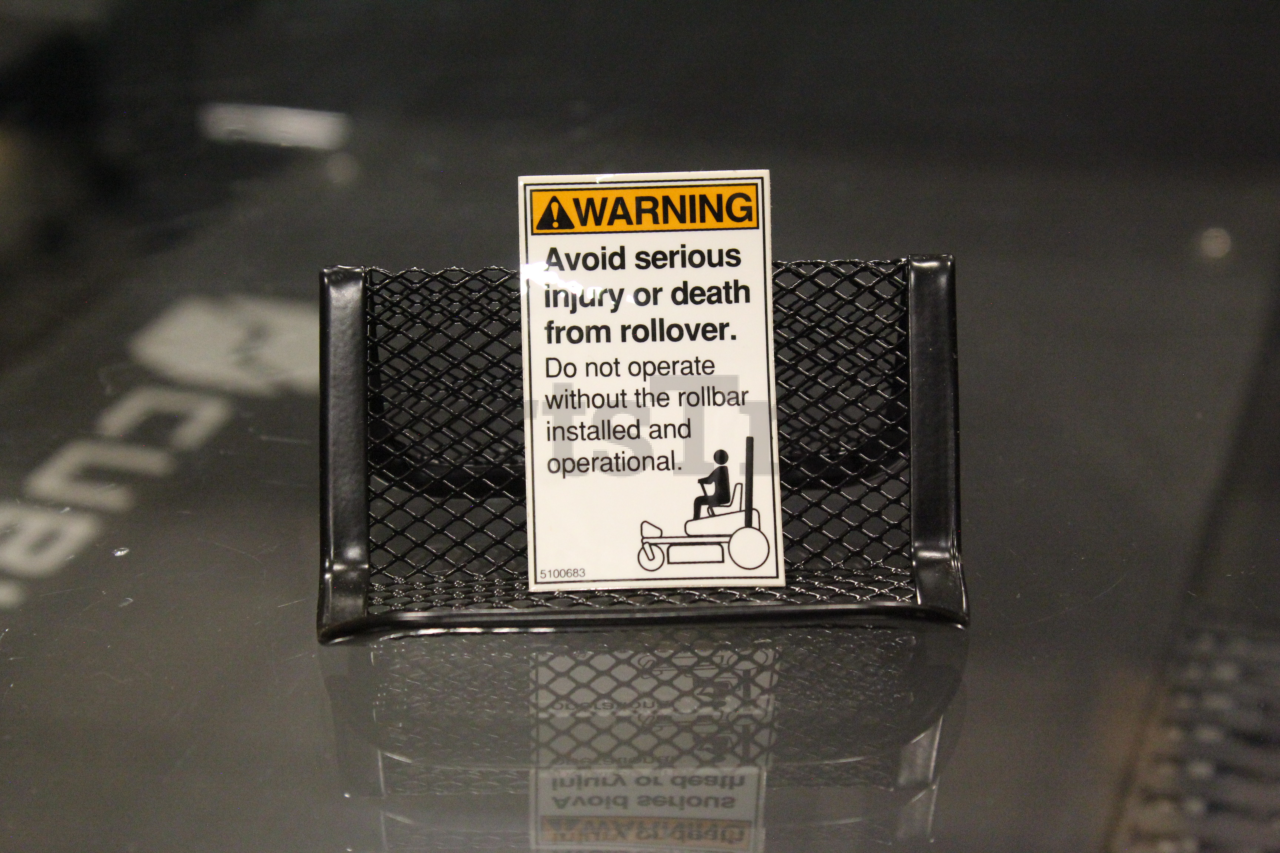 WARNING
Avoid serious
injury or death
from rollover.
Do not operate
without the rollbar
installed and
operational.
5100683